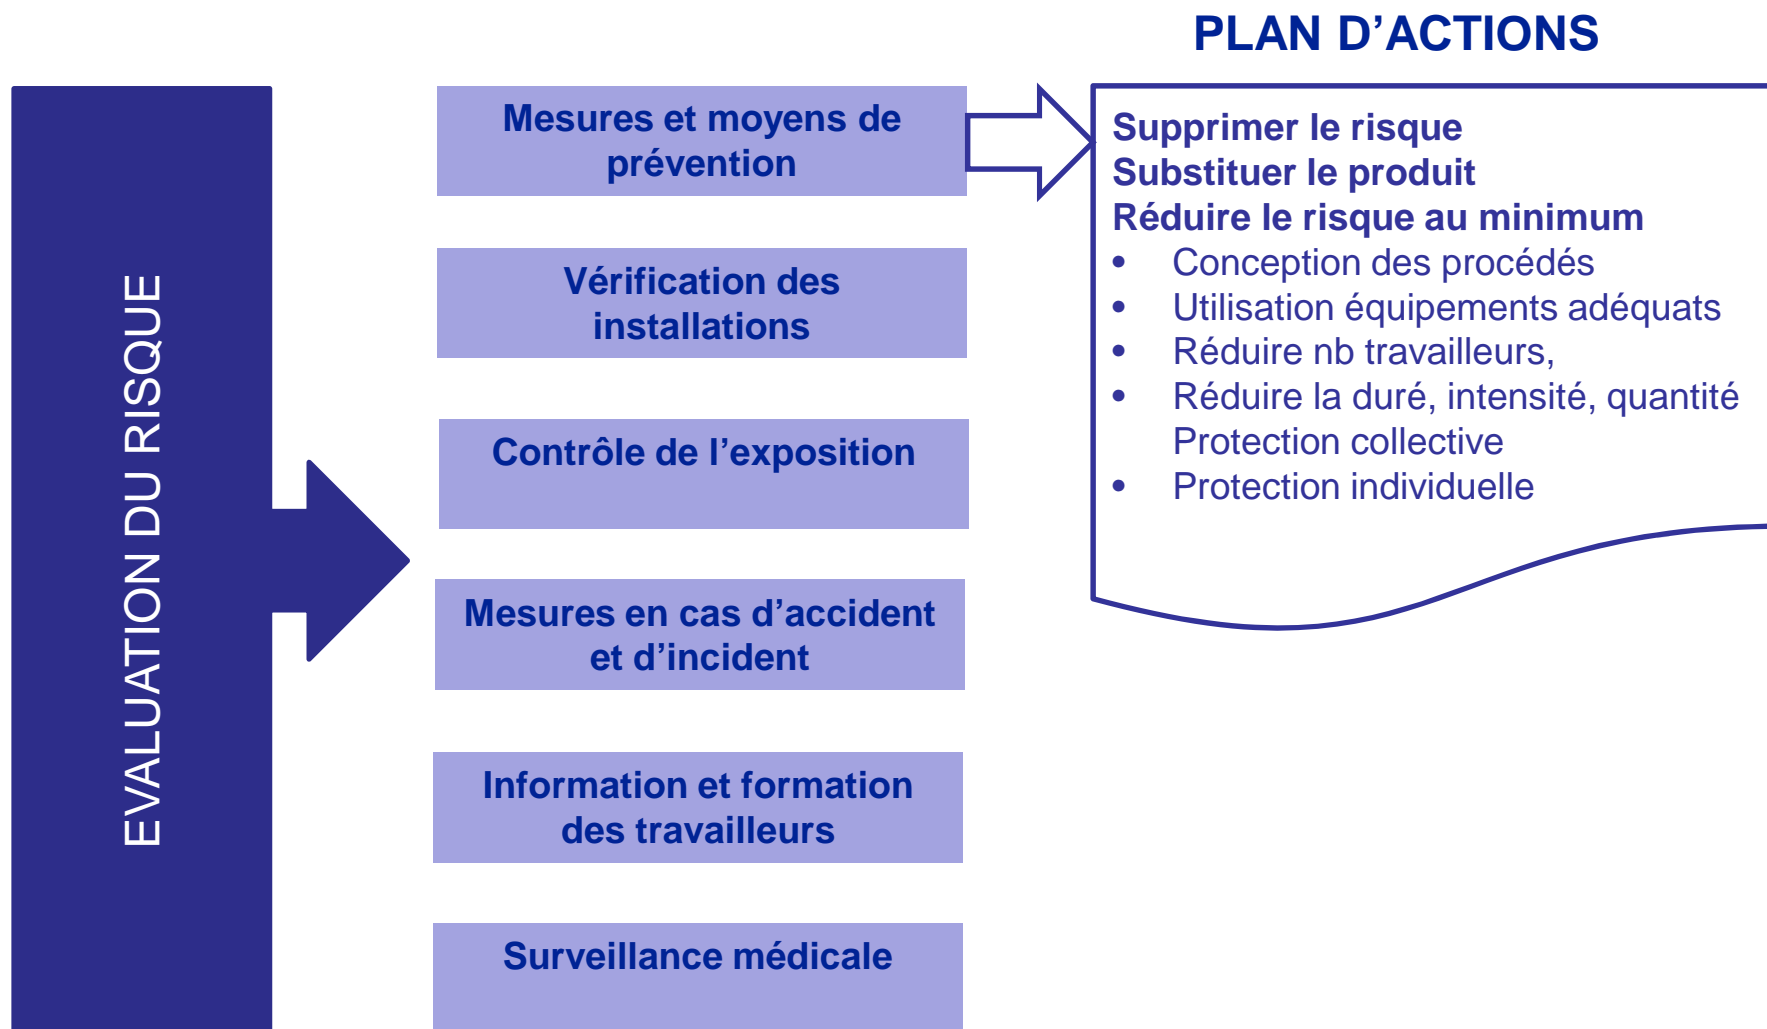 PLAN D’ACTIONS
EVALUATION DU RISQUE
Mesures et moyens de
prévention
Vérification des
installations
Contrôle de l’exposition
Mesures en cas d’accident
et d’incident
Information et formation
des travailleurs
Surveillance médicale
Supprimer le risque
Substituer le produit
Réduire le risque au minimum
• Conception des procédés
• Utilisation équipements adéquats
• Réduire nb travailleurs,
• Réduire la duré, intensité, quantité
Protection collective
• Protection individuelle